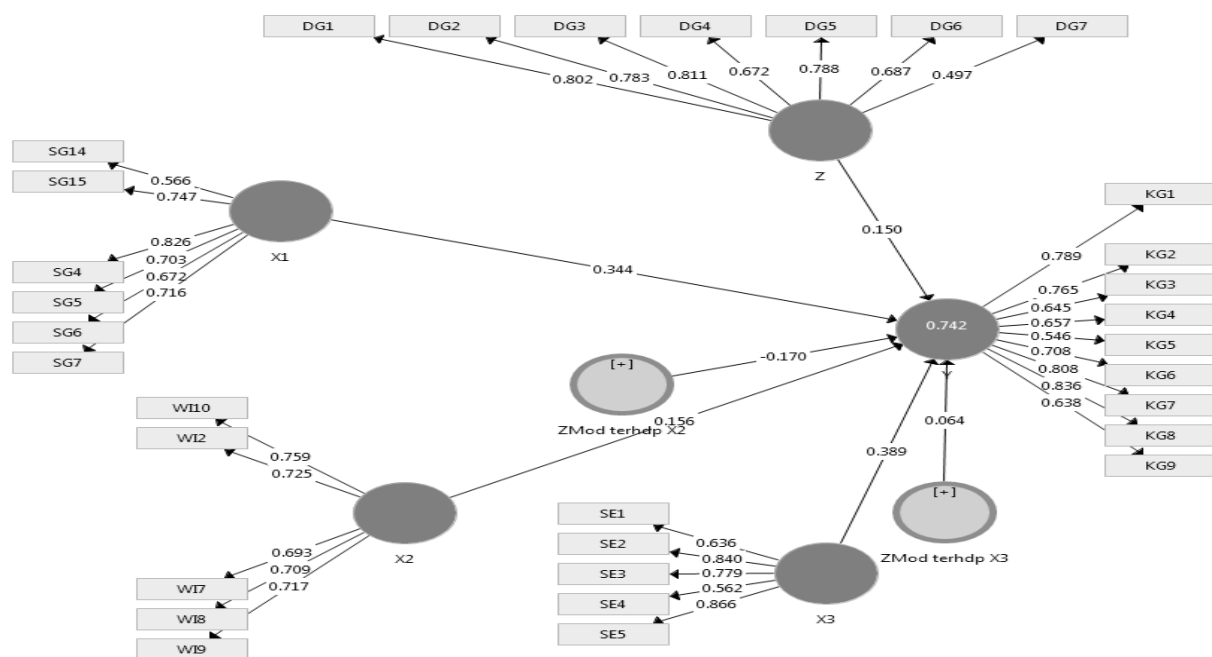 DG1 DG2 DG3 DG4 DG5 DG6 DG7
0.802 0.783 0.811 0.672 0.788 0.687 0.497
Z
0.150
SG14
SG15
SG4
SG5
SG6
SG7
0.566
0.747
0.826
0.703
0.672
0.716
X1
0.344
[+]
ZMod terhdp X2
-0.170
WI10
WI2
WI7
WI8
WI9
0.759
0.725
0.693
0.709
0.717
X2
0.156
SE1
SE2
SE3
SE4
SE5
0.636
0.840
0.779
0.562
0.866
X3
0.389
[+]
ZMod terhdp X3
0.064
0.742
Y
0.789
0.765
0.645
0.657
0.546
0.708
0.808
0.836
0.638
KG1
KG2
KG3
KG4
KG5
KG6
KG7
KG8
KG9